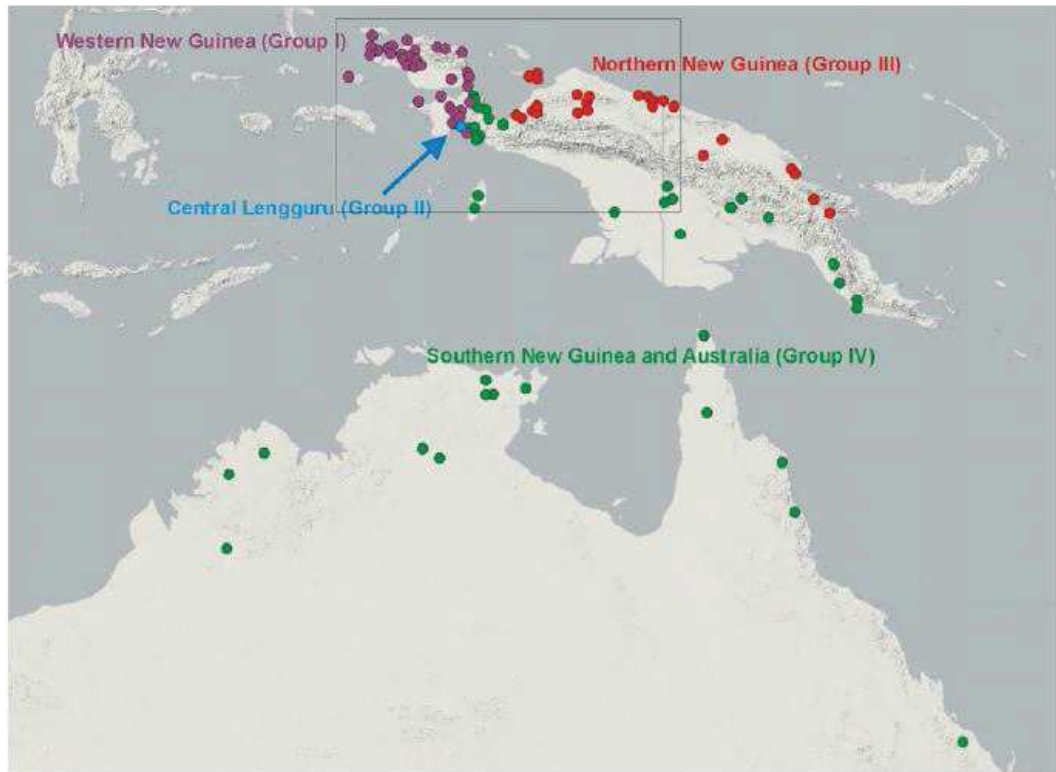 Western New Guinea (Group I)
Northern New Guinea (Group III)
Central Lengguru (Group II)
Southern New Guinea and Australia (Group IV)